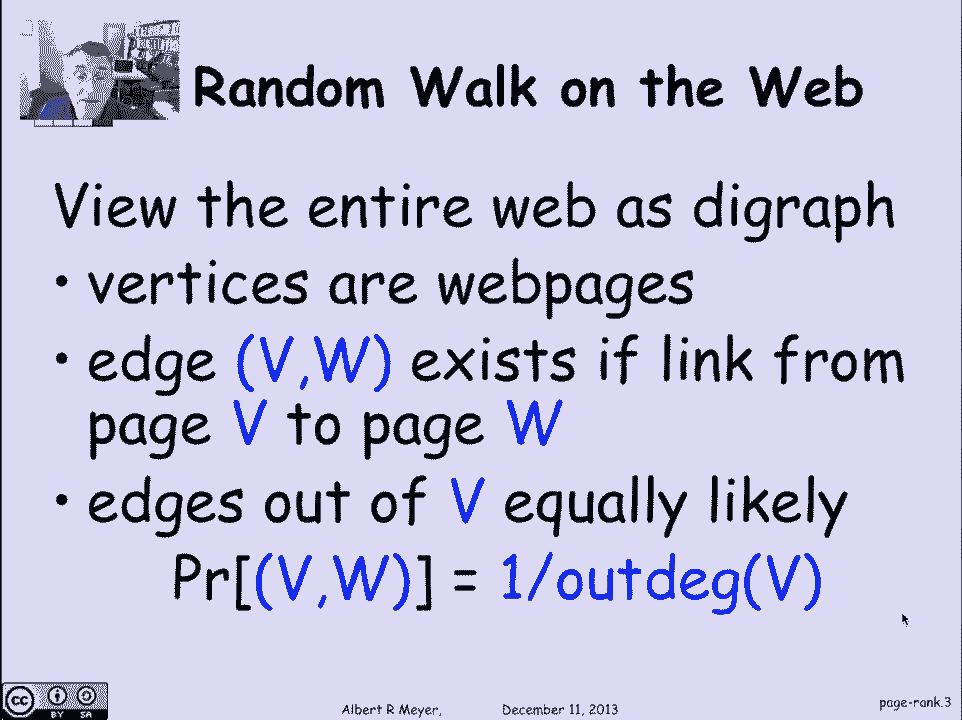 Random Walk on the Web
View the entire web as digraph
• vertices are webpages
• edge (V,W) exists if link from
page V to page W
• edges out of V equally likely
Pr[(V,W)] = 1/outdeg(V)
cc BY SA
Albert R Meyer, December 11, 2013
page-rank.3